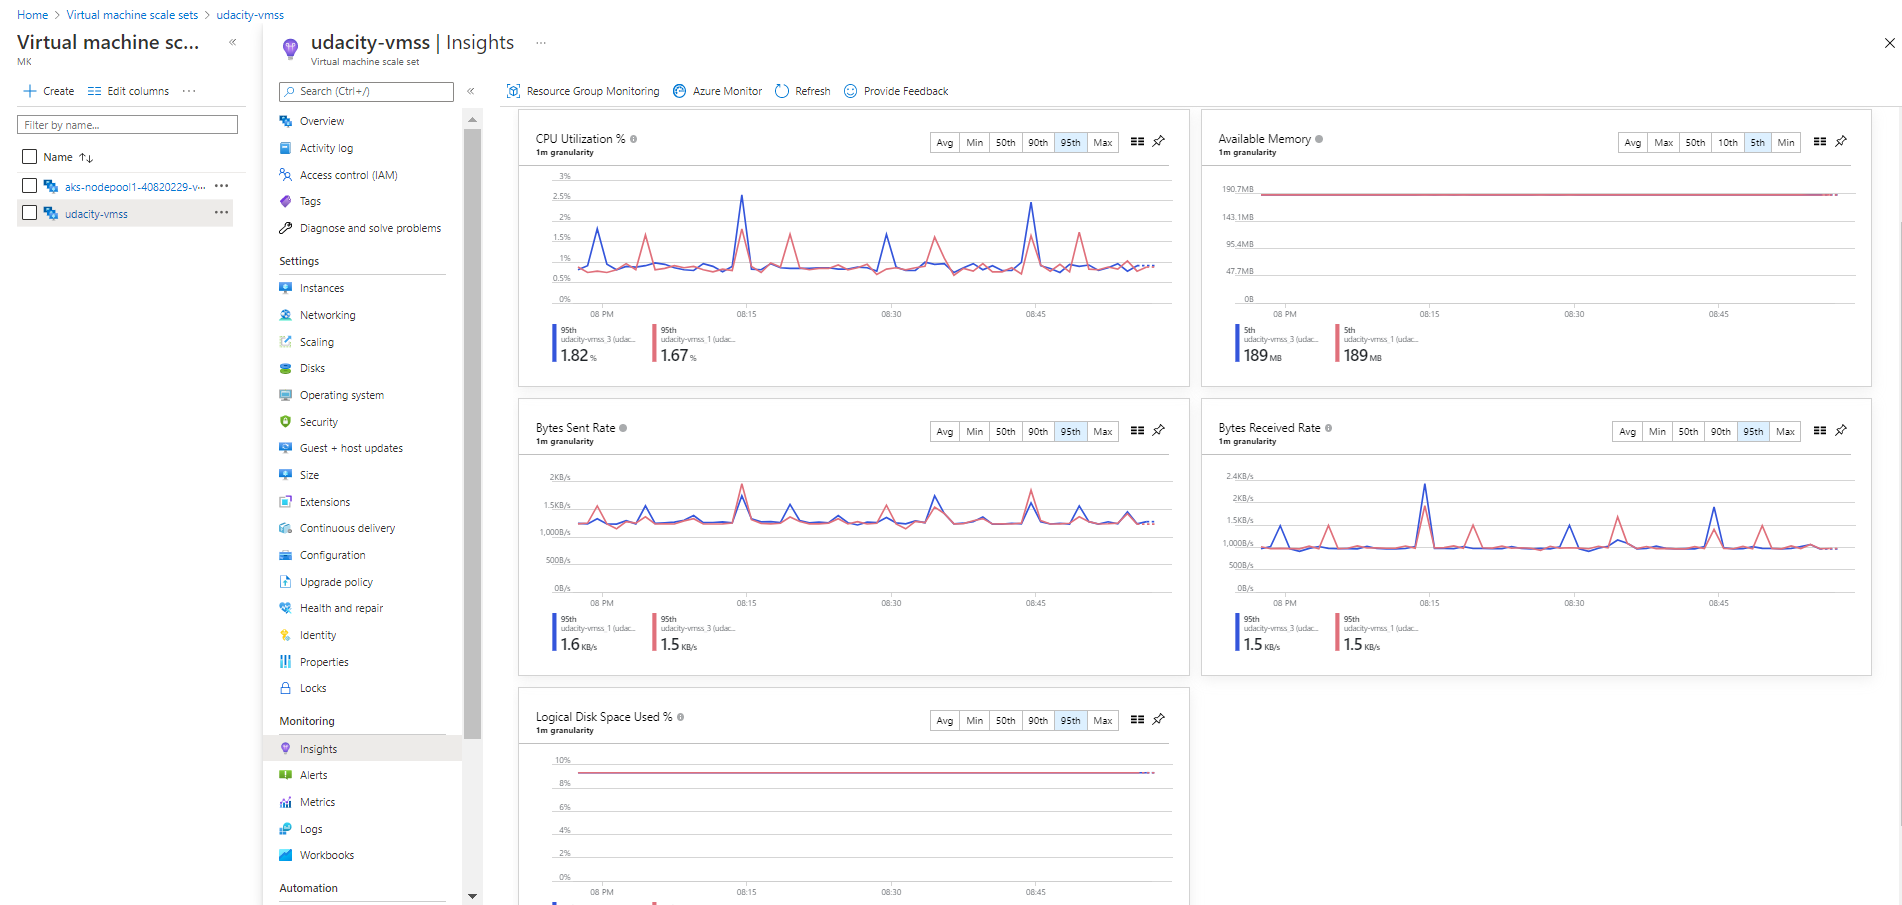 Home > Virtual machine scale sets > udacity-vmss
Virtual machine sc...
MK
Create Edit columns ...
Filter by name...
Name
aks-nodepool1-40820229-v...
udacity-vmss
udacity-vmss | Insights ...
Virtual machine scale set
Search (Ctrl+/)
Overview
Activity log
Access control (IAM)
Tags
Diagnose and solve problems
Settings
Instances
Networking
Scaling
Disks
Operating system
Security
Guest + host updates
Size
Extensions
Continuous delivery
Configuration
Upgrade policy
Health and repair
Identity
Properties
Locks
Monitoring
Insights
Alerts
Metrics
Logs
Workbooks
Automation
Resource Group Monitoring Azure Monitor Refresh Provide Feedback
CPU Utilization %
1m granularity
Avg Min 50th 90th 95th Max
3%
2.5%
2%
1.5%
1%
0.5%
0%
08 PM 08:15 08:30 08:45
95th
udacity-vmss_3 (udac...
1.82 %
95th
udacity-vmss_1 (udac...
1.67 %
Available Memory
1m granularity
Avg Max 50th 10th 5th Min
190.7MB
143.1MB
95.4MB
47.7MB
0B
08 PM 08:15 08:30 08:45
5th
udacity-vmss_3 (udac...
189 MB
5th
udacity-vmss_1 (udac...
189 MB
Bytes Sent Rate
1m granularity
Avg Min 50th 90th 95th Max
2KB/s
1.5KB/s
1,000B/s
500B/s
0B/s
08 PM 08:15 08:30 08:45
95th
udacity-vmss_1 (udac...
1.6 KB/s
95th
udacity-vmss_3 (udac...
1.5 KB/s
Bytes Received Rate
1m granularity
Avg Min 50th 90th 95th Max
2.4KB/s
2KB/s
1.5KB/s
1,000B/s
500B/s
0B/s
08 PM 08:15 08:30 08:45
95th
udacity-vmss_3 (udac...
1.5 KB/s
95th
udacity-vmss_1 (udac...
1.5 KB/s
Logical Disk Space Used %
1m granularity
Avg Min 50th 90th 95th Max
10%
8%
6%
4%
2%
0%
08 PM 08:15 08:30 08:45